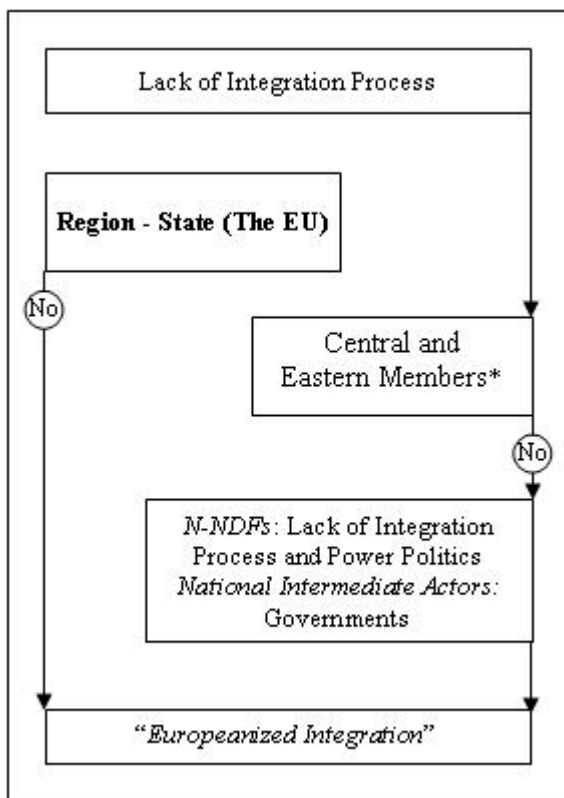 Lack of Integration Process
Region - State (The EU)
No
Central and
Eastern Members*
No
N-NDFs: Lack of Integration
Process and Power Politics
National Intermediate Actors:
Governments
“Europeanized Integration”